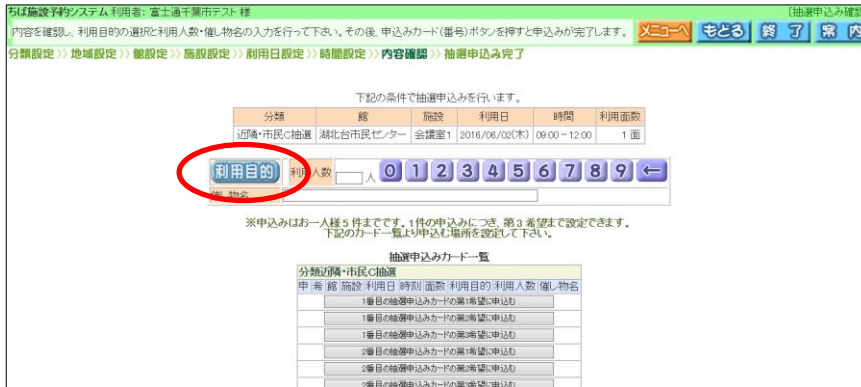 ちば施設予約システム 利用者: 富士通千葉市テスト 様
[抽選申込み確認
内容を確認し、利用目的の選択と利用人数・催し物名の入力を行って下さい。その後、申込みカード(番号)ボタンを押すと申込みが完了します。
メニューへ もどる 終 了 案 内
分類設定 》 地域設定 》 館設定 》 施設設定 》 利用日設定 》 時間設定 》 内容確認 》 抽選申込み完了
下記の条件で抽選申込みを行います。
分類 館 施設 利用日 時間 利用面数
近隣・市民C抽選 湖北台市民センター 会議室1 2016/06/02(木) 09:00 - 12:00 1 面
利用目的 利用人数 人 0 1 2 3 4 5 6 7 8 9 ←
催し物名
※申込みはお一人様5件までです。1件の申込みにつき、第3希望まで設定できます。
下記のカード一覧より申込む場所を設定して下さい。
抽選申込みカード一覧
分類近隣・市民C抽選
申 希 館 施設 利用日 時刻 面数 利用目的 利用人数 催し物名
1番目の抽選申込みカードの第1希望に申込む
1番目の抽選申込みカードの第2希望に申込む
1番目の抽選申込みカードの第3希望に申込む
2番目の抽選申込みカードの第1希望に申込む
2番目の抽選申込みカードの第2希望に申込む
2番目の抽選申込みカードの第3希望に申込む